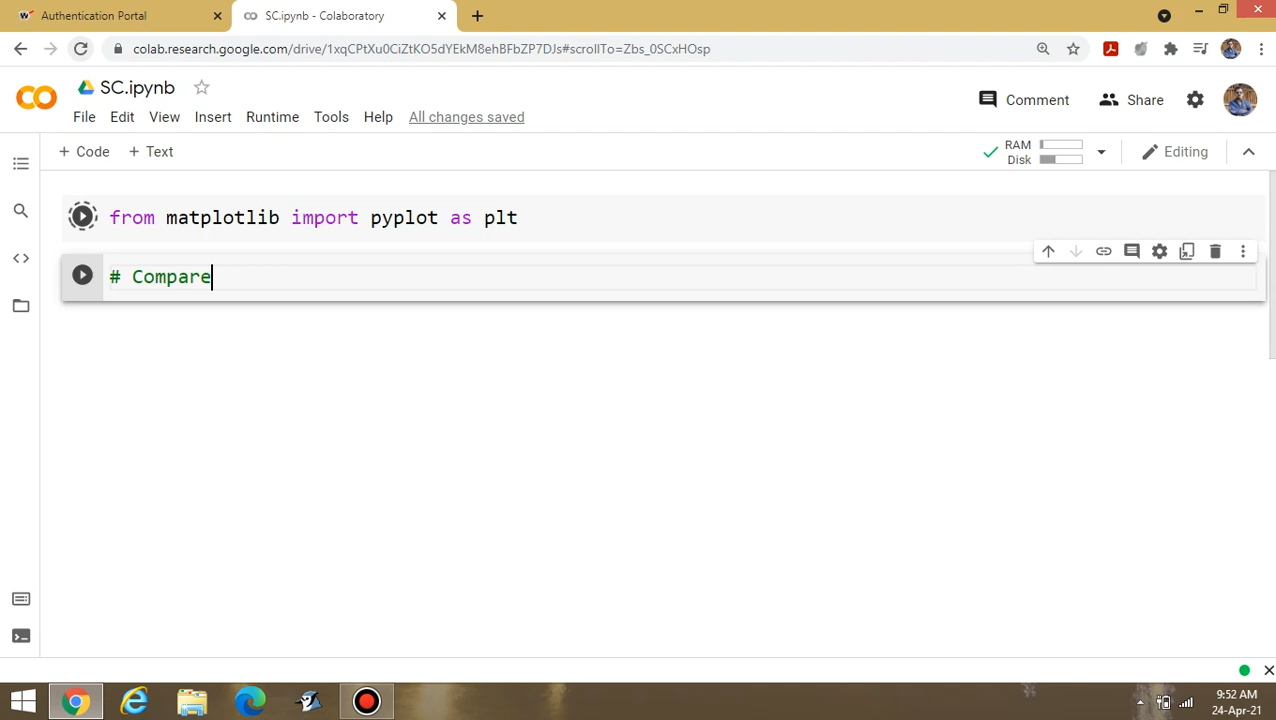 Authentication Portal
SC.ipynb - Colaboratory
colab.research.google.com/drive/1xqCPtXu0CiZtKO5dYEkM8ehBFbZP7DJs#scrollTo=Zbs_0SCxHOsp
SC.ipynb
File Edit View Insert Runtime Tools Help All changes saved
Comment Share
+ Code + Text
RAM
Disk
Editing
from matplotlib import pyplot as plt
# Compare
9:52 AM
24-Apr-21